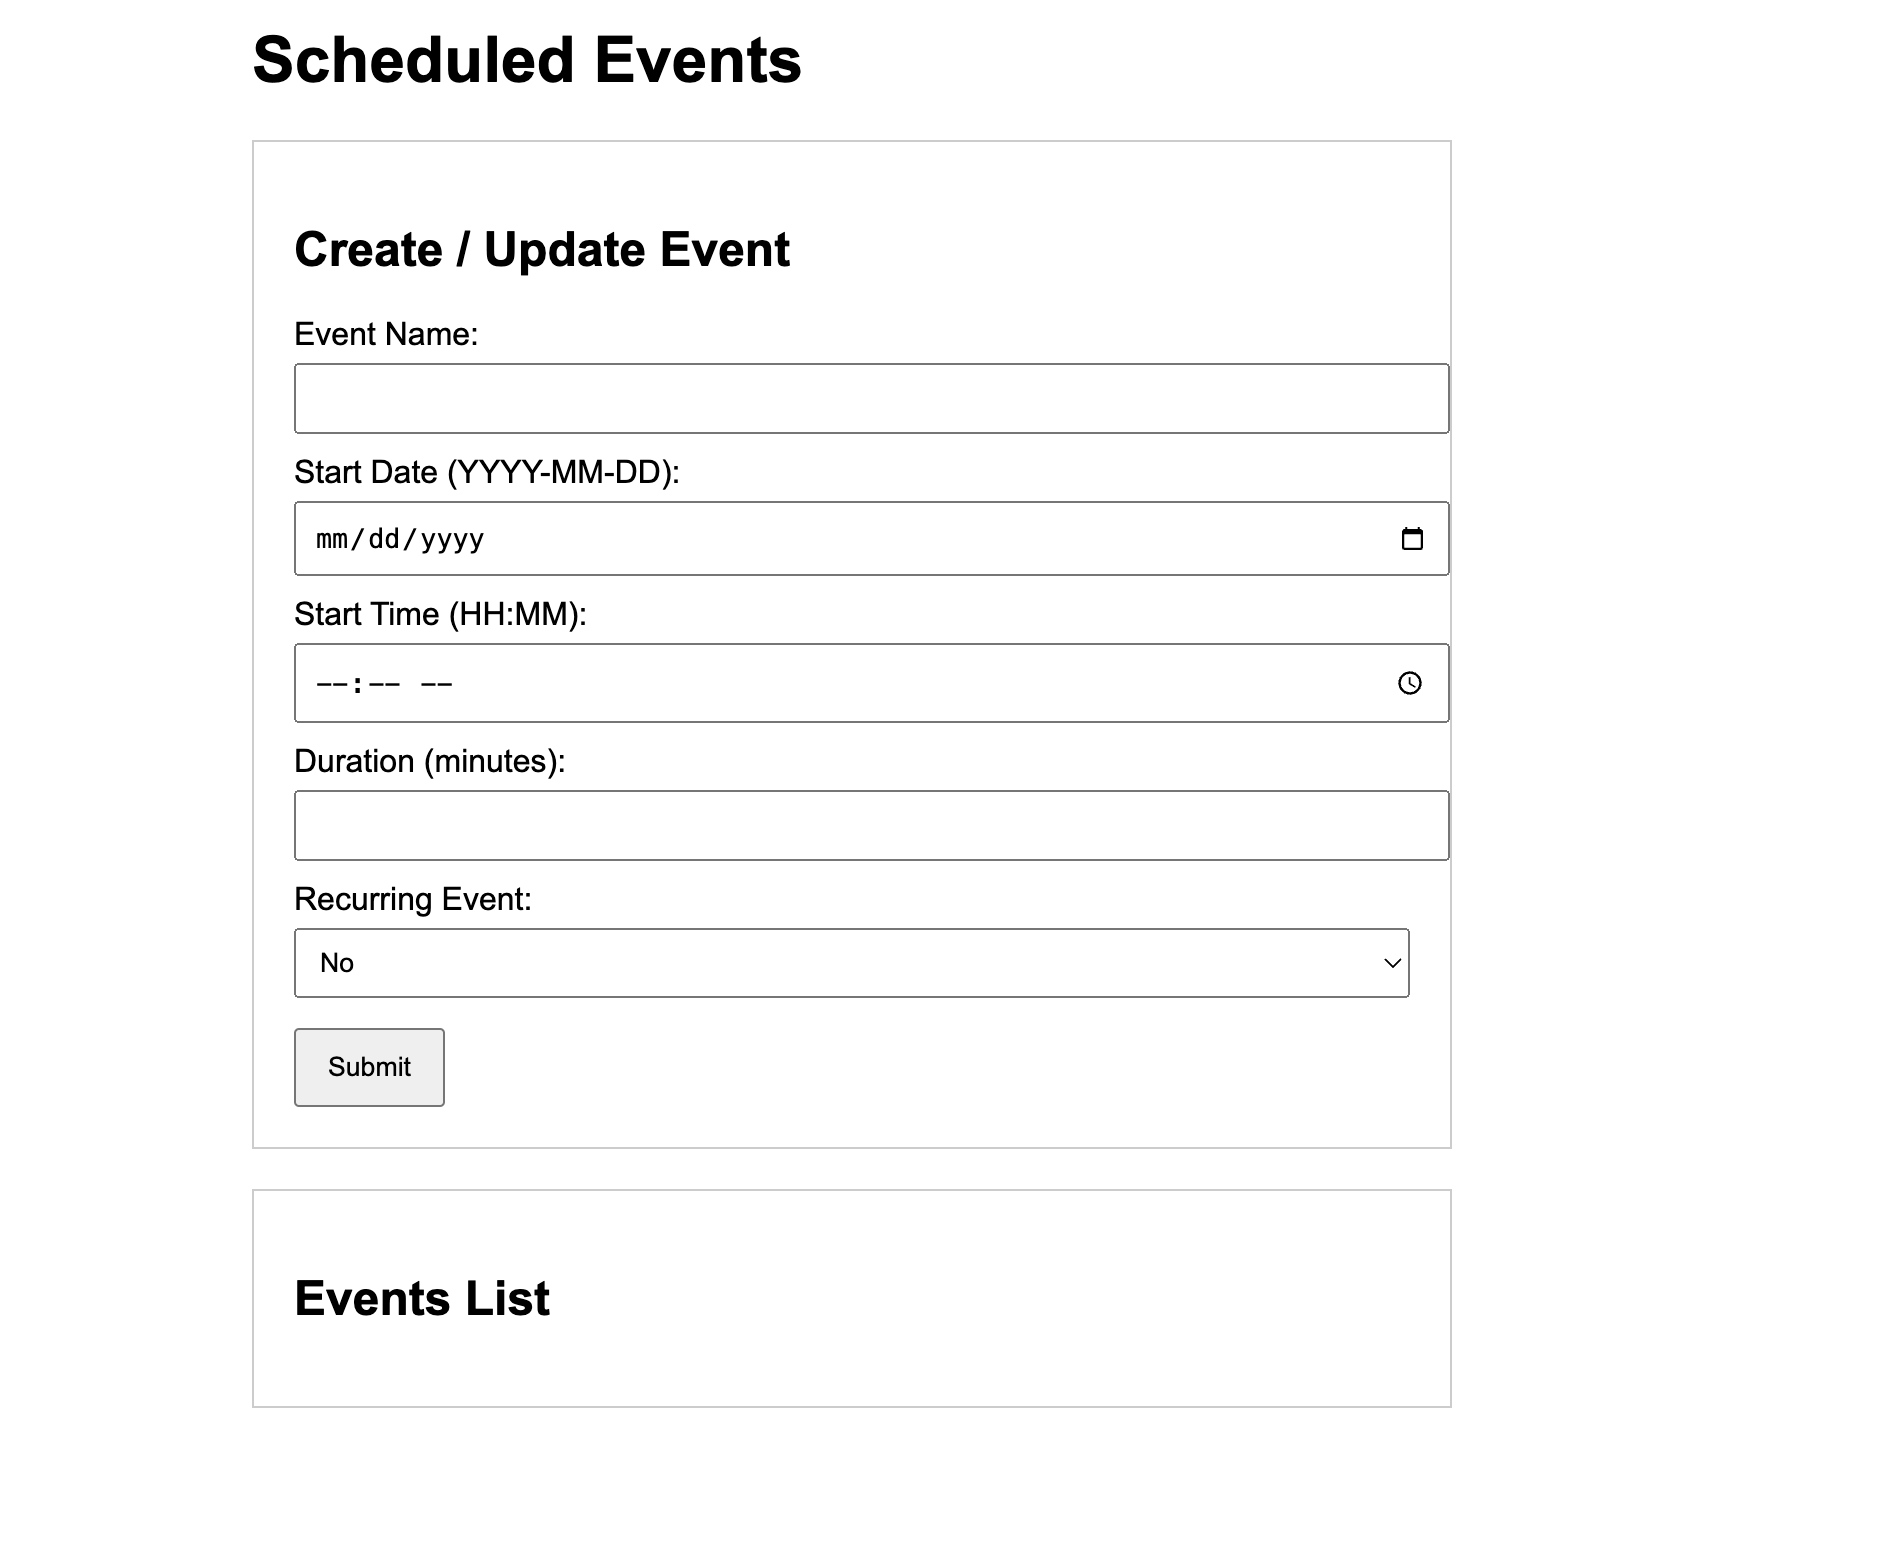 Scheduled Events
Create / Update Event
Event Name:
Start Date (YYYY-MM-DD):
mm/dd/yyyy
Start Time (HH:MM):
--:-- --
Duration (minutes):
Recurring Event:
No
Submit
Events List